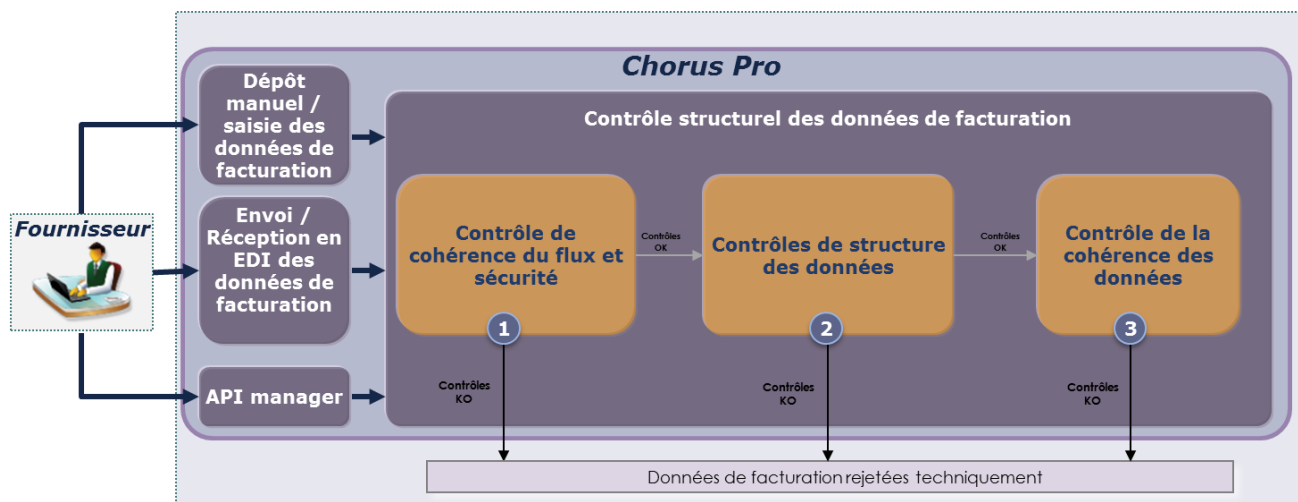 Chorus Pro
Fournisseur
Dépôt
manuel /
saisie des
données de
facturation
Envoi /
Réception en
EDI des
données de
facturation
API manager
Contrôle structurel des données de facturation
Contrôle de
cohérence du flux et
sécurité
1
Contrôles
OK
Contrôles de structure
des données
2
Contrôles
OK
Contrôle de la
cohérence des
données
3
Contrôles
KO
Contrôles
KO
Contrôles
KO
Données de facturation rejetées techniquement